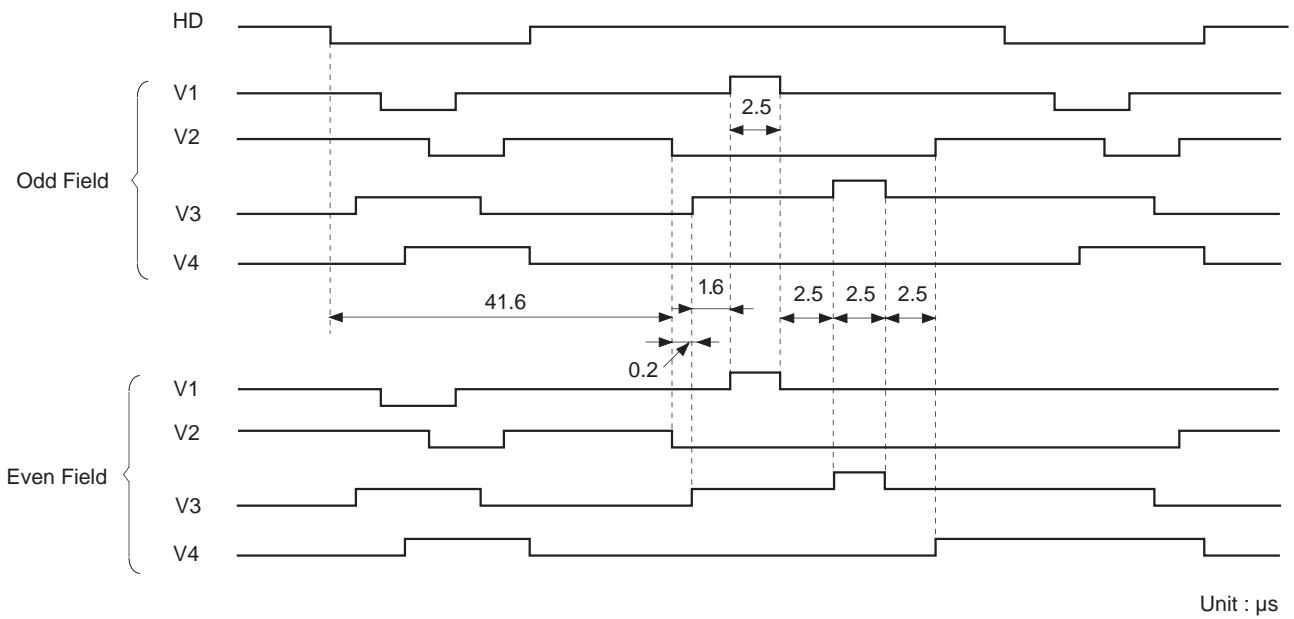 HD
V1
2.5
V2
Odd Field
V3
V4
1.6
2.5
2.5
2.5
41.6
0.2
V1
V2
Even Field
V3
V4
Unit : µs